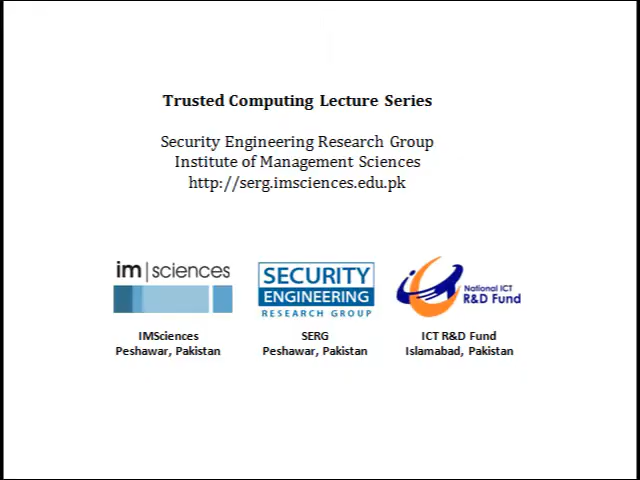 Trusted Computing Lecture Series
Security Engineering Research Group
Institute of Management Sciences
http://serg.imsciences.edu.pk
im|sciences
SECURITY
ENGINEERING
RESEARCH GROUP
National ICT
R&D Fund
IMSciences
Peshawar, Pakistan
SERG
Peshawar, Pakistan
ICT R&D Fund
Islamabad, Pakistan